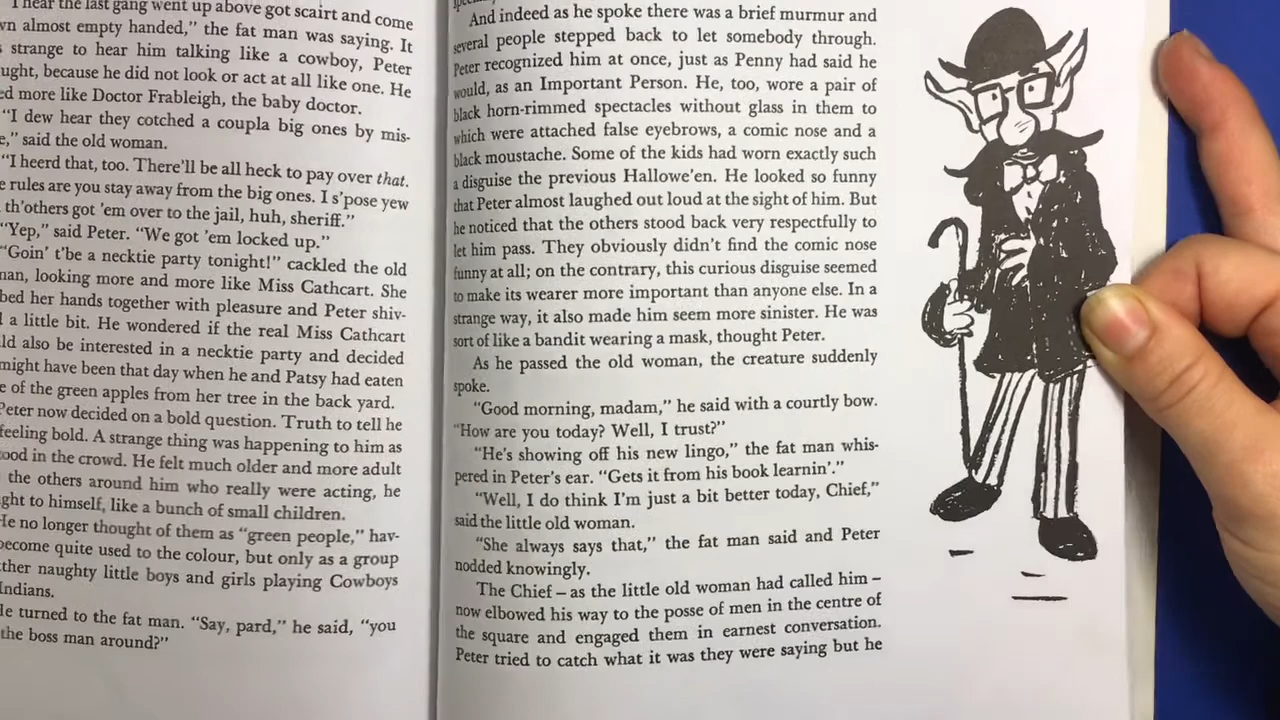 I hear the last gang went up above got scairt and come
almost empty handed,” the fat man was saying. It
strange to hear him talking like a cowboy, Peter
because he did not look or act at all like one. He
more like Doctor Frableigh, the baby doctor.
“I dew hear they cotched a coupla big ones by mis-
said the old woman.
“I heerd that, too. There’ll be all heck to pay over that.
rules are you stay away from the big ones. I s’pose yew
th’others got ’em over to the jail, huh, sheriff.”
“Yep,” said Peter. “We got ’em locked up.”
“Goin’ t’be a necktie party tonight!” cackled the old
looking more and more like Miss Cathcart. She
her hands together with pleasure and Peter shiv-
a little bit. He wondered if the real Miss Cathcart
also be interested in a necktie party and decided
might have been that day when he and Patsy had eaten
of the green apples from her tree in the back yard.
Peter now decided on a bold question. Truth to tell he
feeling bold. A strange thing was happening to him as
in the crowd. He felt much older and more adult
the others around him who really were acting, he
to himself, like a bunch of small children.
He no longer thought of them as “green people,” hav-
become quite used to the colour, but only as a group
naughty little boys and girls playing Cowboys
Indians.
He turned to the fat man. “Say, pard,” he said, “you
the boss man around?”
And indeed as he spoke there was a brief murmur and
several people stepped back to let somebody through.
Peter recognized him at once, just as Penny had said he
would, as an Important Person. He, too, wore a pair of
black horn-rimmed spectacles without glass in them to
which were attached false eyebrows, a comic nose and a
black moustache. Some of the kids had worn exactly such
a disguise the previous Hallowe’en. He looked so funny
that Peter almost laughed out loud at the sight of him. But
he noticed that the others stood back very respectfully to
let him pass. They obviously didn’t find the comic nose
funny at all; on the contrary, this curious disguise seemed
to make its wearer more important than anyone else. In a
strange way, it also made him seem more sinister. He was
sort of like a bandit wearing a mask, thought Peter.
As he passed the old woman, the creature suddenly
spoke.
“Good morning, madam,” he said with a courtly bow.
“How are you today? Well, I trust?”
“He’s showing off his new lingo,” the fat man whis-
pered in Peter’s ear. “Gets it from his book learnin’.”
“Well, I do think I’m just a bit better today, Chief,”
said the little old woman.
“She always says that,” the fat man said and Peter
nodded knowingly.
The Chief – as the little old woman had called him –
now elbowed his way to the posse of men in the centre of
the square and engaged them in earnest conversation.
Peter tried to catch what it was they were saying but he